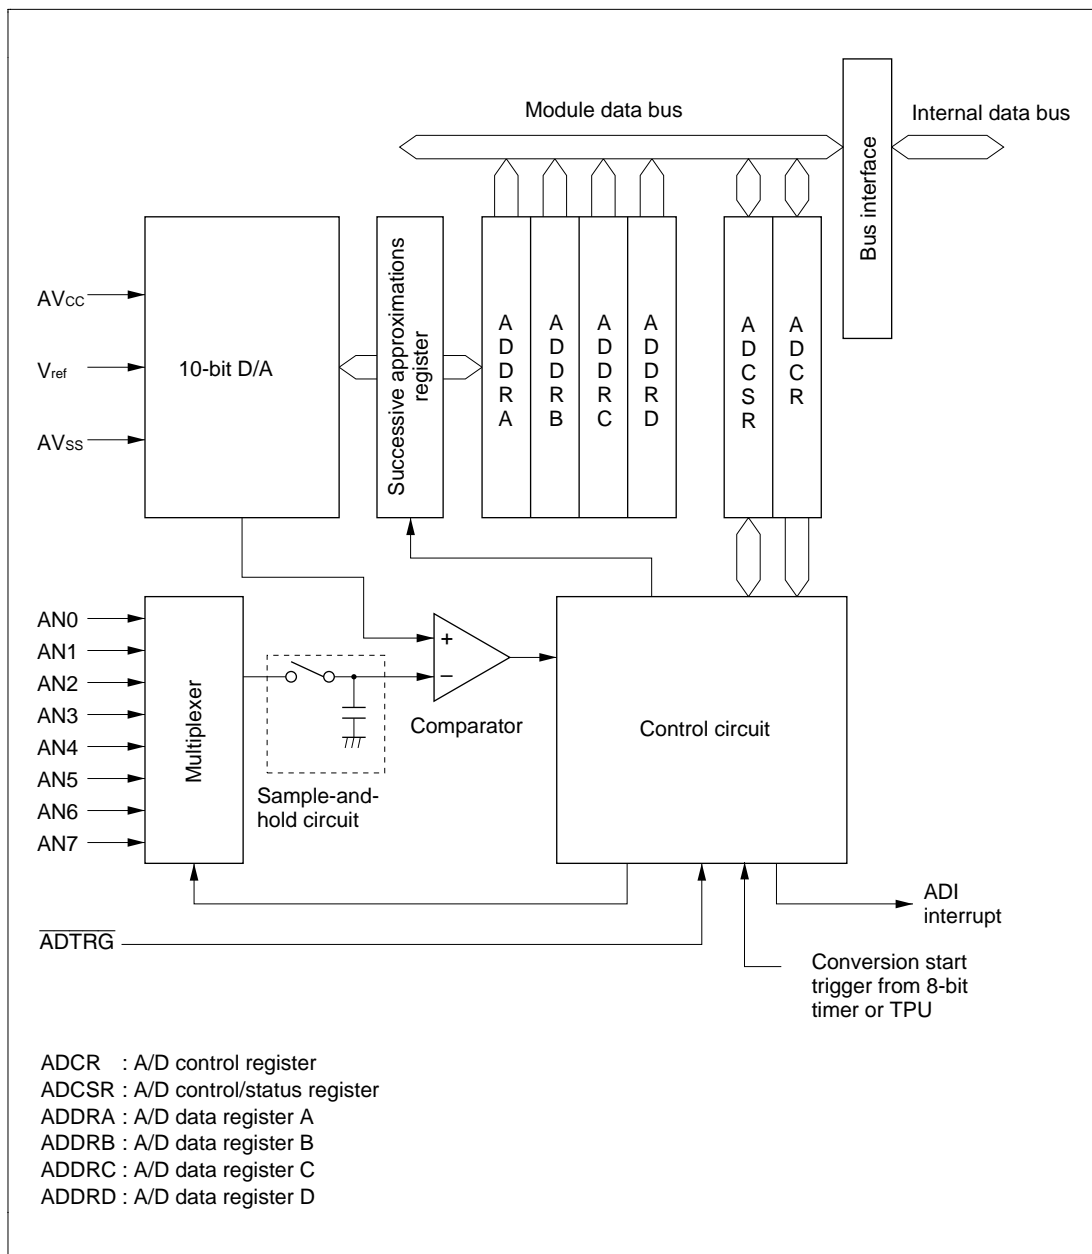 Module data bus
Internal data bus
Bus interface
AVCC
Vref
AVSS
10-bit D/A
Successive approximations
register
ADDRA
ADDRB
ADDRC
ADDRD
ADCSR
ADCR
AN0
AN1
AN2
AN3
AN4
AN5
AN6
AN7
Multiplexer
Sample-and-
hold circuit
+
−
Comparator
Control circuit
ADI
interrupt
ADTRG
Conversion start
trigger from 8-bit
timer or TPU
ADCR : A/D control register
ADCSR : A/D control/status register
ADDRA : A/D data register A
ADDRB : A/D data register B
ADDRC : A/D data register C
ADDRD : A/D data register D